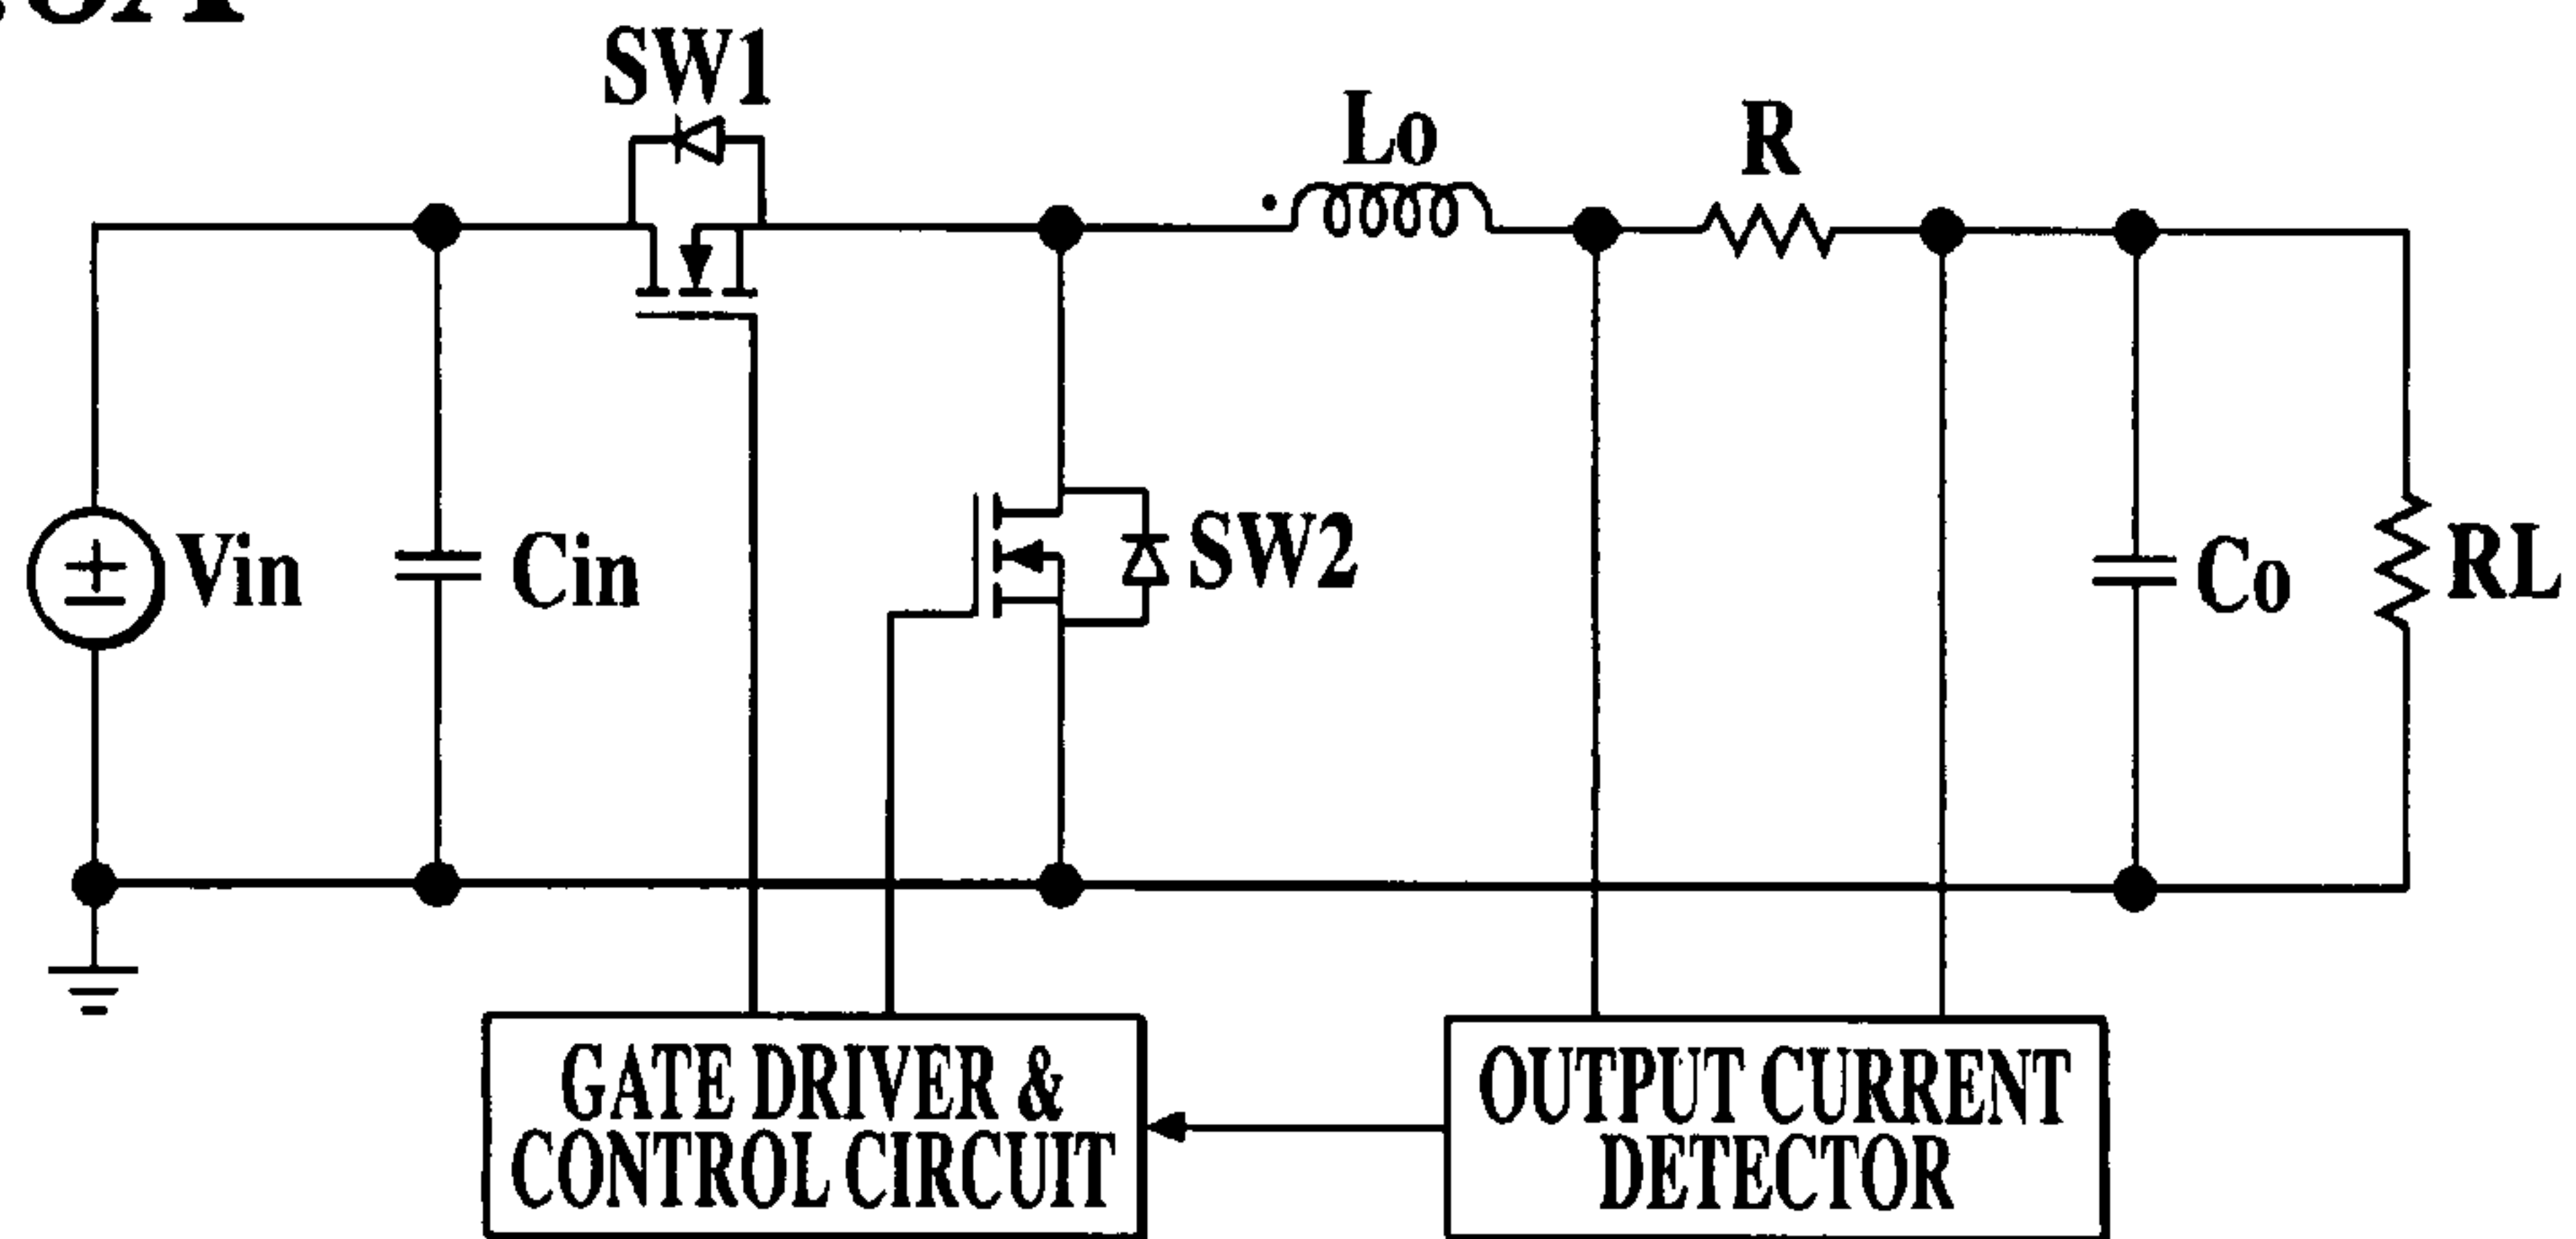 SW1
Lo
R
Vin
Cin
SW2
Co
RL
GATE DRIVER &
CONTROL CIRCUIT
OUTPUT CURRENT
DETECTOR